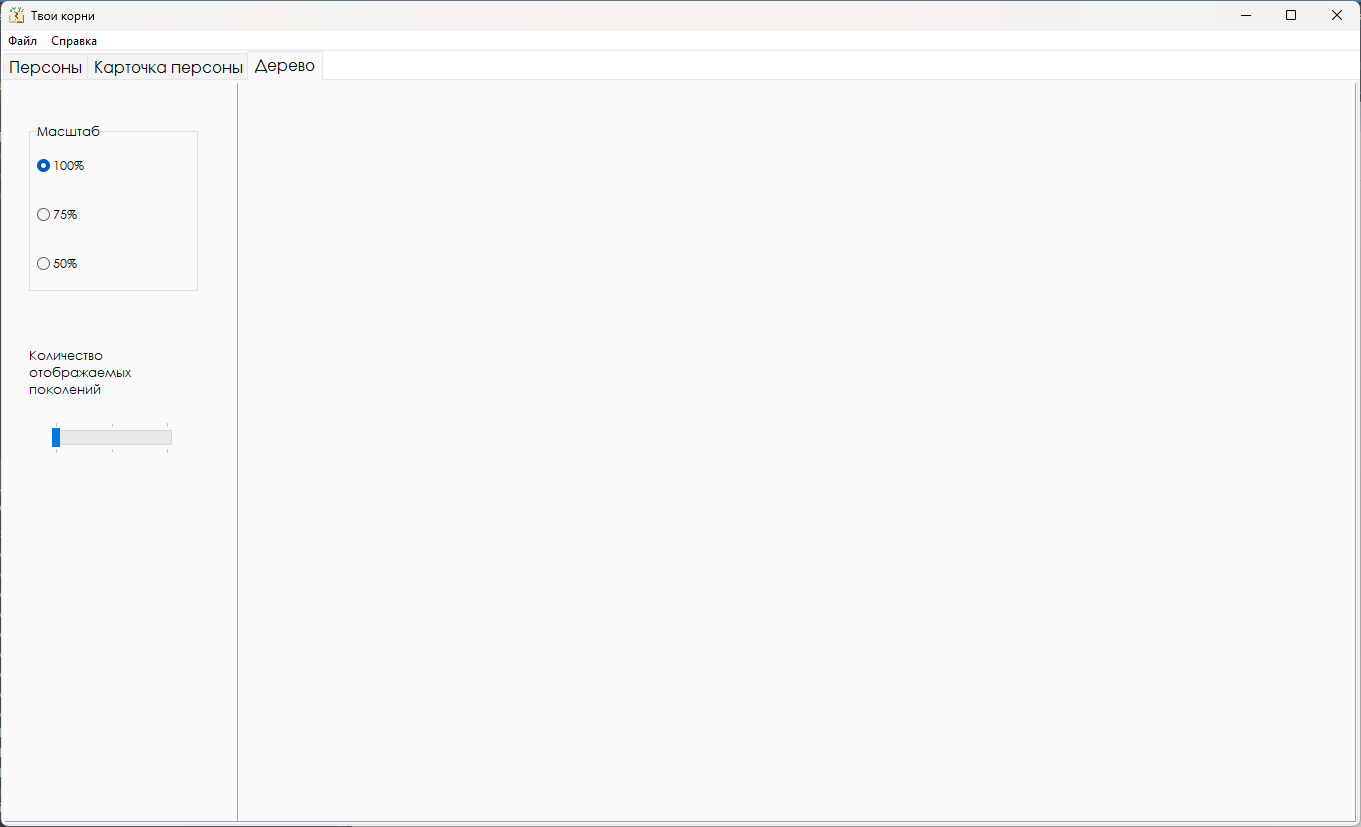 Твои корни
Файл Справка
Персоны Карточка персоны Дерево
Масштаб
100%
75%
50%
Количество
отображаемых
поколений